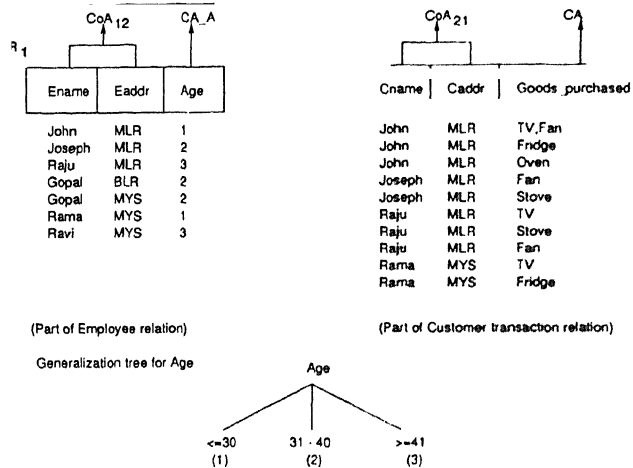 CoA12 CA_A
R1
Ename Eaddr Age
John MLR 1
Joseph MLR 2
Raju MLR 3
Gopal BLR 2
Gopal MYS 2
Rama MYS 1
Ravi MYS 3
(Part of Employee relation)
CoA21 CA
Cname | Caddr | Goods_purchased
John MLR TV,Fan
John MLR Fridge
John MLR Oven
Joseph MLR Fan
Joseph MLR Stove
Raju MLR TV
Raju MLR Stove
Raju MLR Fan
Rama MYS TV
Rama MYS Fridge
(Part of Customer transaction relation)
Generalization tree for Age
Age
<=30 31 - 40 >=41
(1) (2) (3)